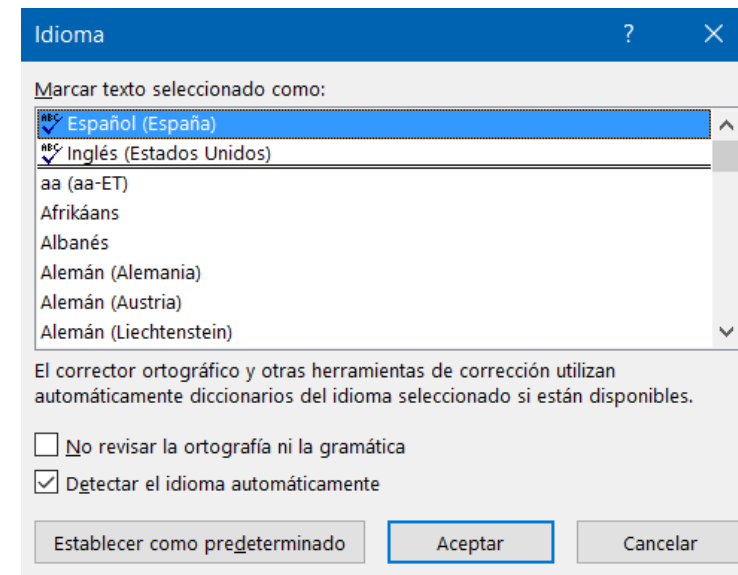 Idioma
Marcar texto seleccionado como:
ABC Español (España)
ABC Inglés (Estados Unidos)
aa (aa-ET)
Afrikáans
Albanés
Alemán (Alemania)
Alemán (Austria)
Alemán (Liechtenstein)
El corrector ortográfico y otras herramientas de corrección utilizan
automáticamente diccionarios del idioma seleccionado si están disponibles.
No revisar la ortografía ni la gramática
Detectar el idioma automáticamente
Establecer como predeterminado Aceptar Cancelar